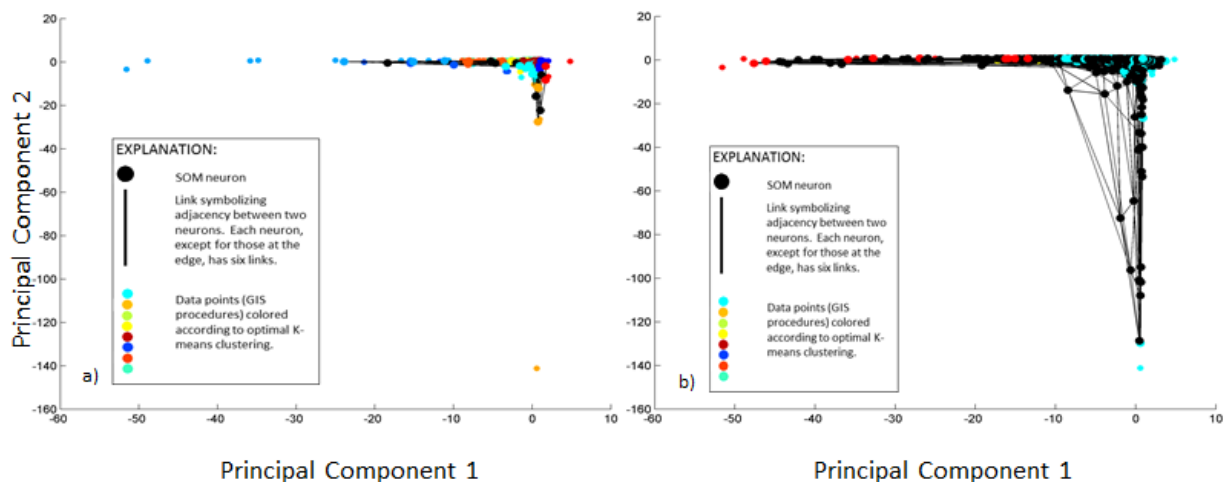 Principal Component 2
20
0
-20
-40
-60
-80
-100
-120
-140
-160
-60
-50
-40
-30
-20
-10
0
10
EXPLANATION:
SOM neuron
Link symbolizing
adjacency between two
neurons. Each neuron,
except for those at the
edge, has six links.
Data points (GIS
procedures) colored
according to optimal K-
means clustering.
a)
Principal Component 1
20
0
-20
-40
-60
-80
-100
-120
-140
-160
-60
-50
-40
-30
-20
-10
0
10
EXPLANATION:
SOM neuron
Link symbolizing
adjacency between two
neurons. Each neuron,
except for those at the
edge, has six links.
Data points (GIS
procedures) colored
according to optimal K-
means clustering.
b)
Principal Component 1